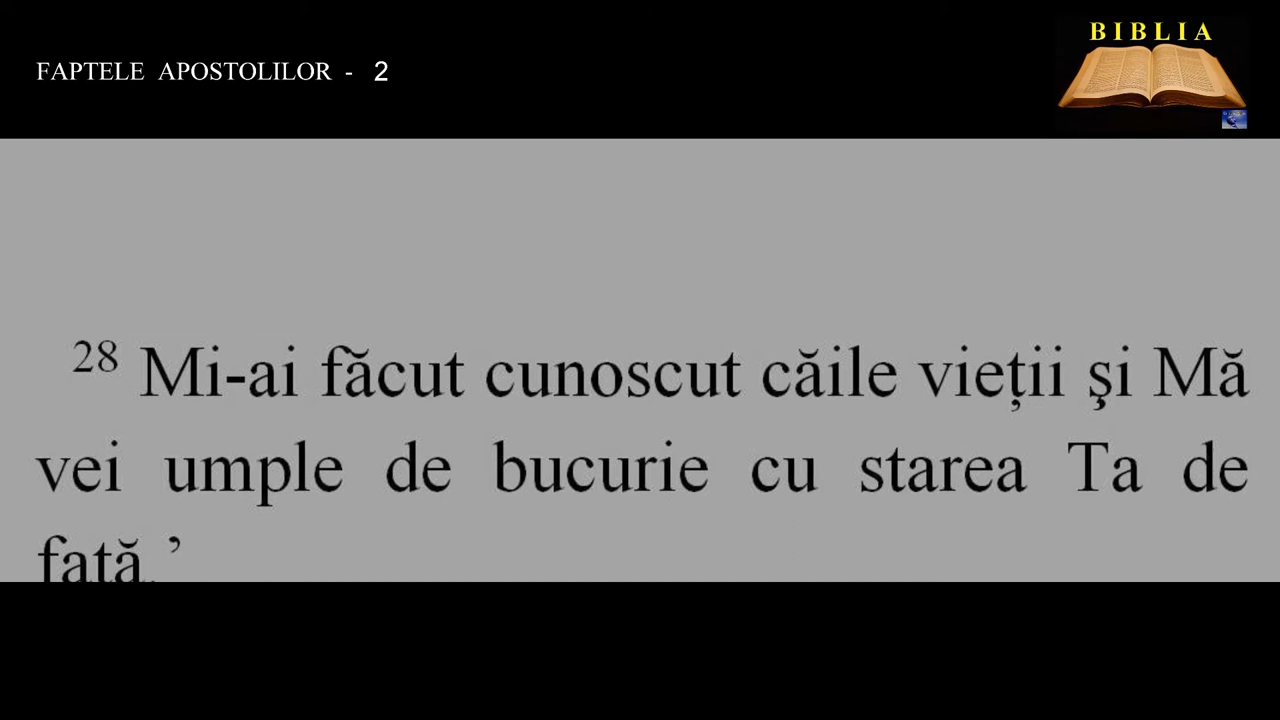 BIBLIA
FAPTELE APOSTOLILOR - 2
28 Mi-ai făcut cunoscut căile vieții şi Mă
vei umple de bucurie cu starea Ta de
față.’